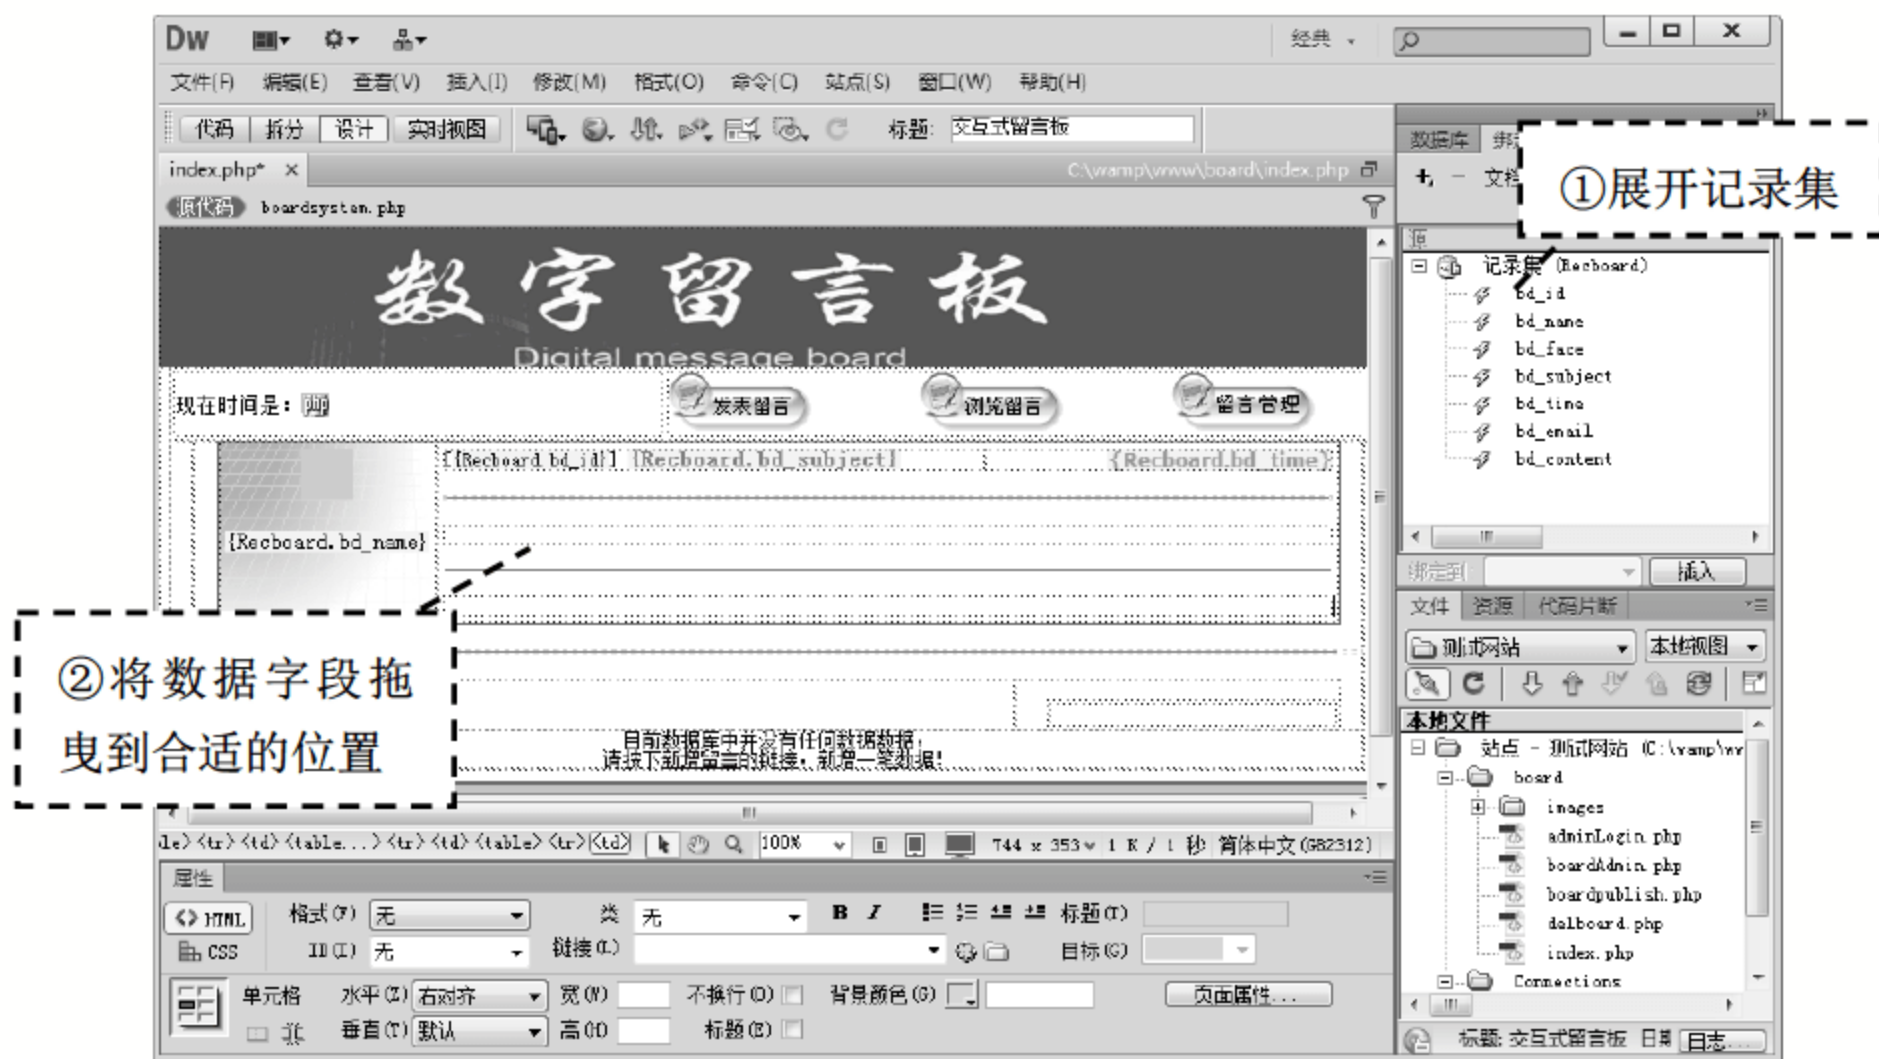 Dw
经典
文件(F) 编辑(E) 查看(V) 插入(I) 修改(M) 格式(O) 命令(C) 站点(S) 窗口(W) 帮助(H)
代码 拆分 设计 实时视图 标题: 交互式留言板
index.php* C:\wamp\www\board\index.php
源代码 boardsystem.php
数字留言板
Digital message board
现在时间是: 发表留言 浏览留言 留言管理
[{Recboard.bd_id}] {Recboard.bd_subject} {Recboard.bd_time}
{Recboard.bd_name}
②将数据字段拖
曳到合适的位置
目前数据库中并没有任何数据数据,
请按下新增留言的链接, 新增一笔数据!
<tr><td><table...><tr><td><table><tr><td> 100% 744 x 353 1 K / 1 秒 简体中文(GB2312)
属性
HTML 格式(F) 无 类 无 B I 标题(T)
CSS ID(I) 无 链接(L) 目标(G)
单元格 水平(Z) 右对齐 宽(W) 不换行(O) 背景颜色(G) 页面属性...
垂直(T) 默认 高(H) 标题(E)
数据库
①展开记录集
源
记录集 (Recboard)
bd_id
bd_name
bd_face
bd_subject
bd_time
bd_email
bd_content
绑定到 插入
文件 资源 代码片断
测试网站 本地视图
本地文件
站点 - 测试网站 (C:\wamp\ww
board
images
adminLogin.php
boardAdmin.php
boardpublish.php
delboard.php
index.php
Connections
标题: 交互式留言板 日期 日志...